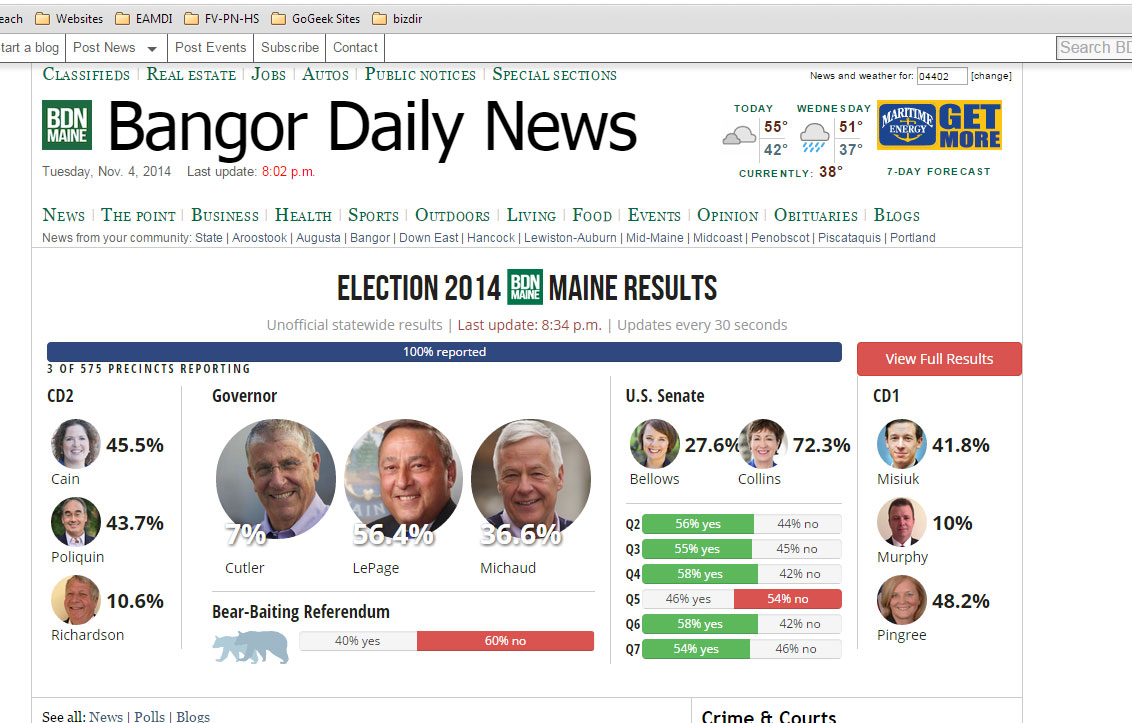 each Websites EAMDI FV-PN-HS GoGeek Sites bizdir
tart a blog Post News Post Events Subscribe Contact Search BD
Classifieds | Real estate | Jobs | Autos | Public notices | Special sections
News and weather for: 04402 [change]
BDN MAINE Bangor Daily News
TODAY WEDNESDAY
55° 51°
42° 37°
CURRENTLY: 38°
MARITIME ENERGY GET MORE
7-DAY FORECAST
Tuesday, Nov. 4, 2014 Last update: 8:02 p.m.
News | The point | Business | Health | Sports | Outdoors | Living | Food | Events | Opinion | Obituaries | Blogs
News from your community: State | Aroostook | Augusta | Bangor | Down East | Hancock | Lewiston-Auburn | Mid-Maine | Midcoast | Penobscot | Piscataquis | Portland
ELECTION 2014 BDN MAINE MAINE RESULTS
Unofficial statewide results | Last update: 8:34 p.m. | Updates every 30 seconds
100% reported
View Full Results
3 OF 575 PRECINCTS REPORTING
CD2
45.5%
Cain
43.7%
Poliquin
10.6%
Richardson
Governor
7% 56.4% 36.6%
Cutler LePage Michaud
Bear-Baiting Referendum
40% yes 60% no
U.S. Senate
27.6% 72.3%
Bellows Collins
Q2 56% yes 44% no
Q3 55% yes 45% no
Q4 58% yes 42% no
Q5 46% yes 54% no
Q6 58% yes 42% no
Q7 54% yes 46% no
CD1
41.8%
Misiuk
10%
Murphy
48.2%
Pingree
See all: News | Polls | Blogs
Crime & Courts